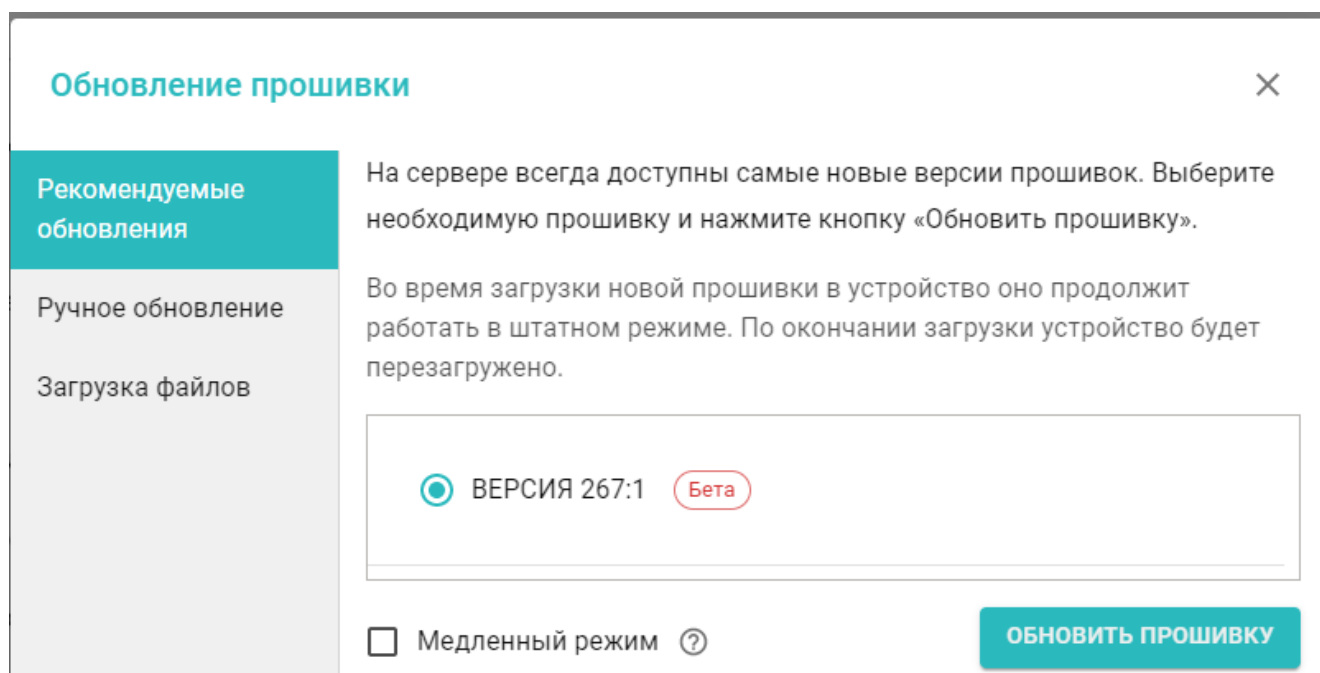 Обновление прошивки
Рекомендуемые
обновления
Ручное обновление
Загрузка файлов
На сервере всегда доступны самые новые версии прошивок. Выберите
необходимую прошивку и нажмите кнопку «Обновить прошивку».
Во время загрузки новой прошивки в устройство оно продолжит
работать в штатном режиме. По окончании загрузки устройство будет
перезагружено.
ВЕРСИЯ 267:1 Бета
Медленный режим ?
ОБНОВИТЬ ПРОШИВКУ